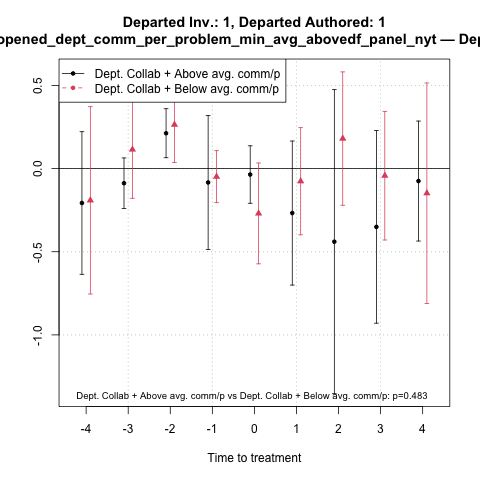 Departed Inv.: 1, Departed Authored: 1
opened_dept_comm_per_problem_min_avg_abovedf_panel_nyt — Dep
Dept. Collab + Above avg. comm/p
Dept. Collab + Below avg. comm/p
0.5
0.0
-0.5
-1.0
Dept. Collab + Above avg. comm/p vs Dept. Collab + Below avg. comm/p: p=0.483
-4 -3 -2 -1 0 1 2 3 4
Time to treatment